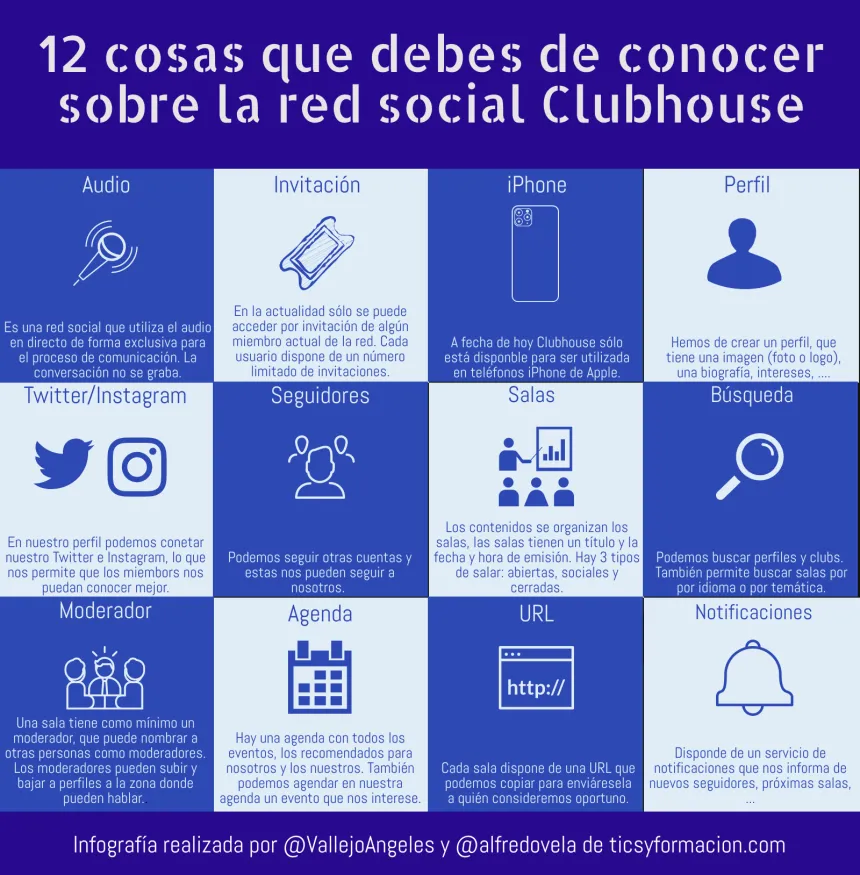 12 cosas que debes de conocer
sobre la red social Clubhouse
Audio
Es una red social que utiliza el audio
en directo de forma exclusiva para
el proceso de comunicación. La
conversación no se graba.
Invitación
En la actualidad sólo se puede
acceder por invitación de algún
miembro actual de la red. Cada
usuario dispone de un número
limitado de invitaciones.
iPhone
A fecha de hoy Clubhouse sólo
está disponble para ser utilizada
en teléfonos iPhone de Apple.
Perfil
Hemos de crear un perfil, que
tiene una imagen (foto o logo),
una biografía, intereses, ....
Twitter/Instagram
En nuestro perfil podemos conetar
nuestro Twitter e Instagram, lo que
nos permite que los miembors nos
puedan conocer mejor.
Seguidores
Podemos seguir otras cuentas y
estas nos pueden seguir a
nosotros.
Salas
Los contenidos se organizan los
salas, las salas tienen un título y la
fecha y hora de emisión. Hay 3 tipos
de salar: abiertas, sociales y
cerradas.
Búsqueda
Podemos buscar perfiles y clubs.
También permite buscar salas por
por idioma o por temática.
Moderador
Una sala tiene como mínimo un
moderador, que puede nombrar a
otras personas como moderadores.
Los moderadores pueden subir y
bajar a perfiles a la zona donde
pueden hablar.
Agenda
Hay una agenda con todos los
eventos, los recomendados para
nosotros y los nuestros. También
podemos agendar en nuestra
agenda un evento que nos interese.
URL
http://
Cada sala dispone de una URL que
podemos copiar para enviáresela
a quién consideremos oportuno.
Notificaciones
Disponde de un servicio de
notificaciones que nos informa de
nuevos seguidores, próximas salas,
...
Infografía realizada por @VallejoAngeles y @alfredovela de ticsyformacion.com